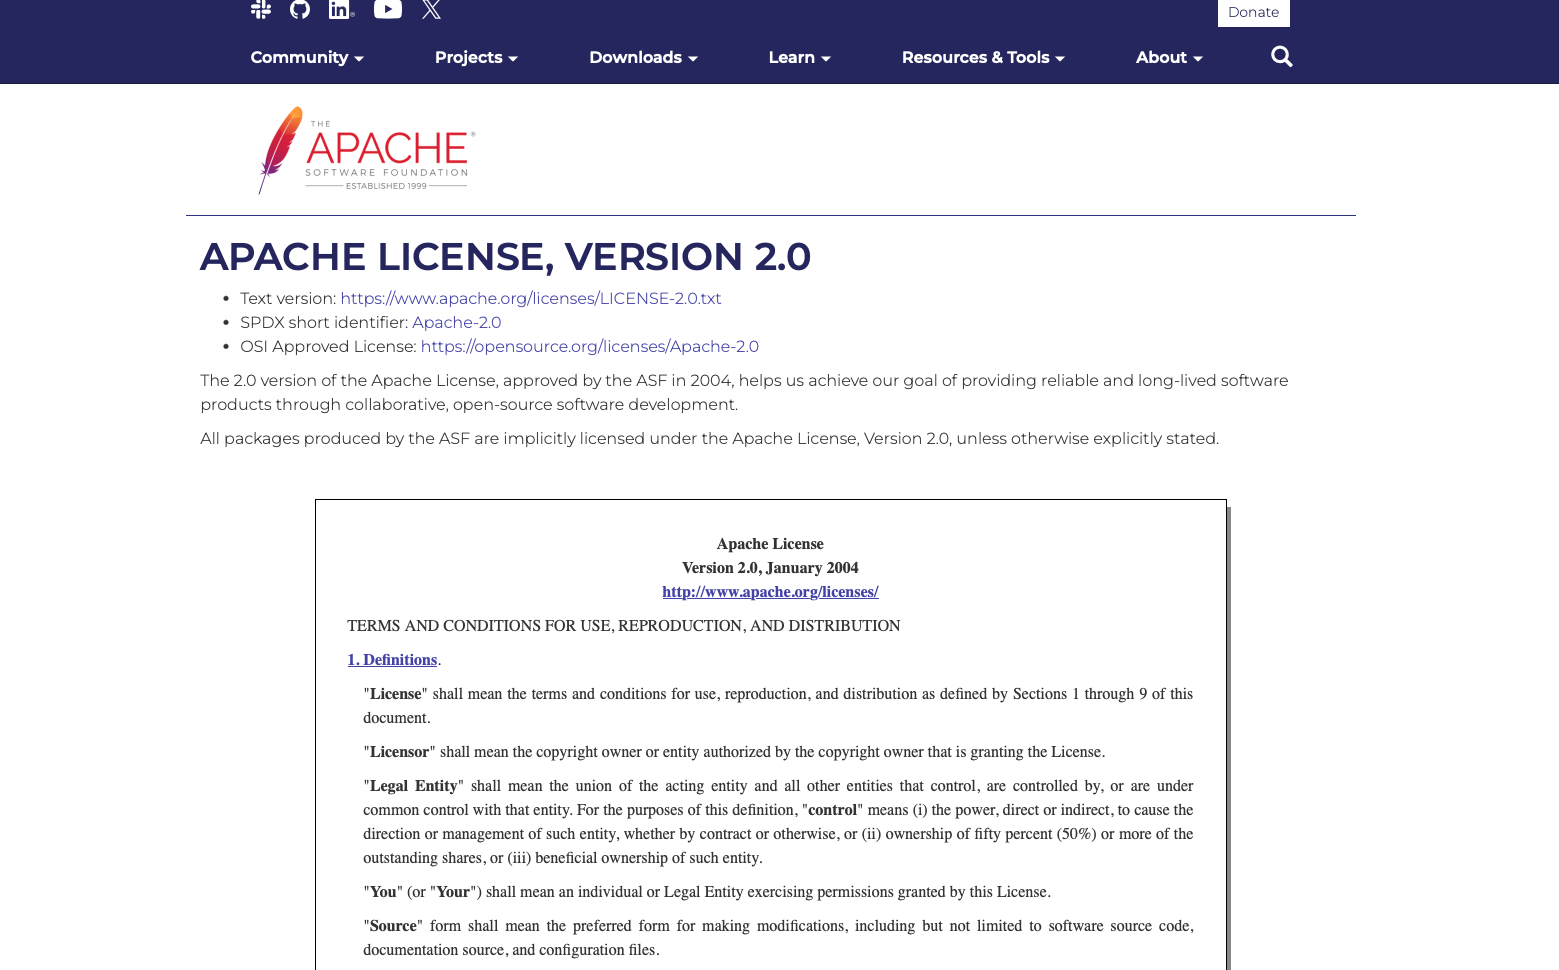 Donate
Community Projects Downloads Learn Resources & Tools About
THE
APACHE®
SOFTWARE FOUNDATION
ESTABLISHED 1999
APACHE LICENSE, VERSION 2.0
• Text version: https://www.apache.org/licenses/LICENSE-2.0.txt
• SPDX short identifier: Apache-2.0
• OSI Approved License: https://opensource.org/licenses/Apache-2.0
The 2.0 version of the Apache License, approved by the ASF in 2004, helps us achieve our goal of providing reliable and long-lived software
products through collaborative, open-source software development.
All packages produced by the ASF are implicitly licensed under the Apache License, Version 2.0, unless otherwise explicitly stated.
Apache License
Version 2.0, January 2004
http://www.apache.org/licenses/
TERMS AND CONDITIONS FOR USE, REPRODUCTION, AND DISTRIBUTION
1. Definitions.
"License" shall mean the terms and conditions for use, reproduction, and distribution as defined by Sections 1 through 9 of this
document.
"Licensor" shall mean the copyright owner or entity authorized by the copyright owner that is granting the License.
"Legal Entity" shall mean the union of the acting entity and all other entities that control, are controlled by, or are under
common control with that entity. For the purposes of this definition, "control" means (i) the power, direct or indirect, to cause the
direction or management of such entity, whether by contract or otherwise, or (ii) ownership of fifty percent (50%) or more of the
outstanding shares, or (iii) beneficial ownership of such entity.
"You" (or "Your") shall mean an individual or Legal Entity exercising permissions granted by this License.
"Source" form shall mean the preferred form for making modifications, including but not limited to software source code,
documentation source, and configuration files.